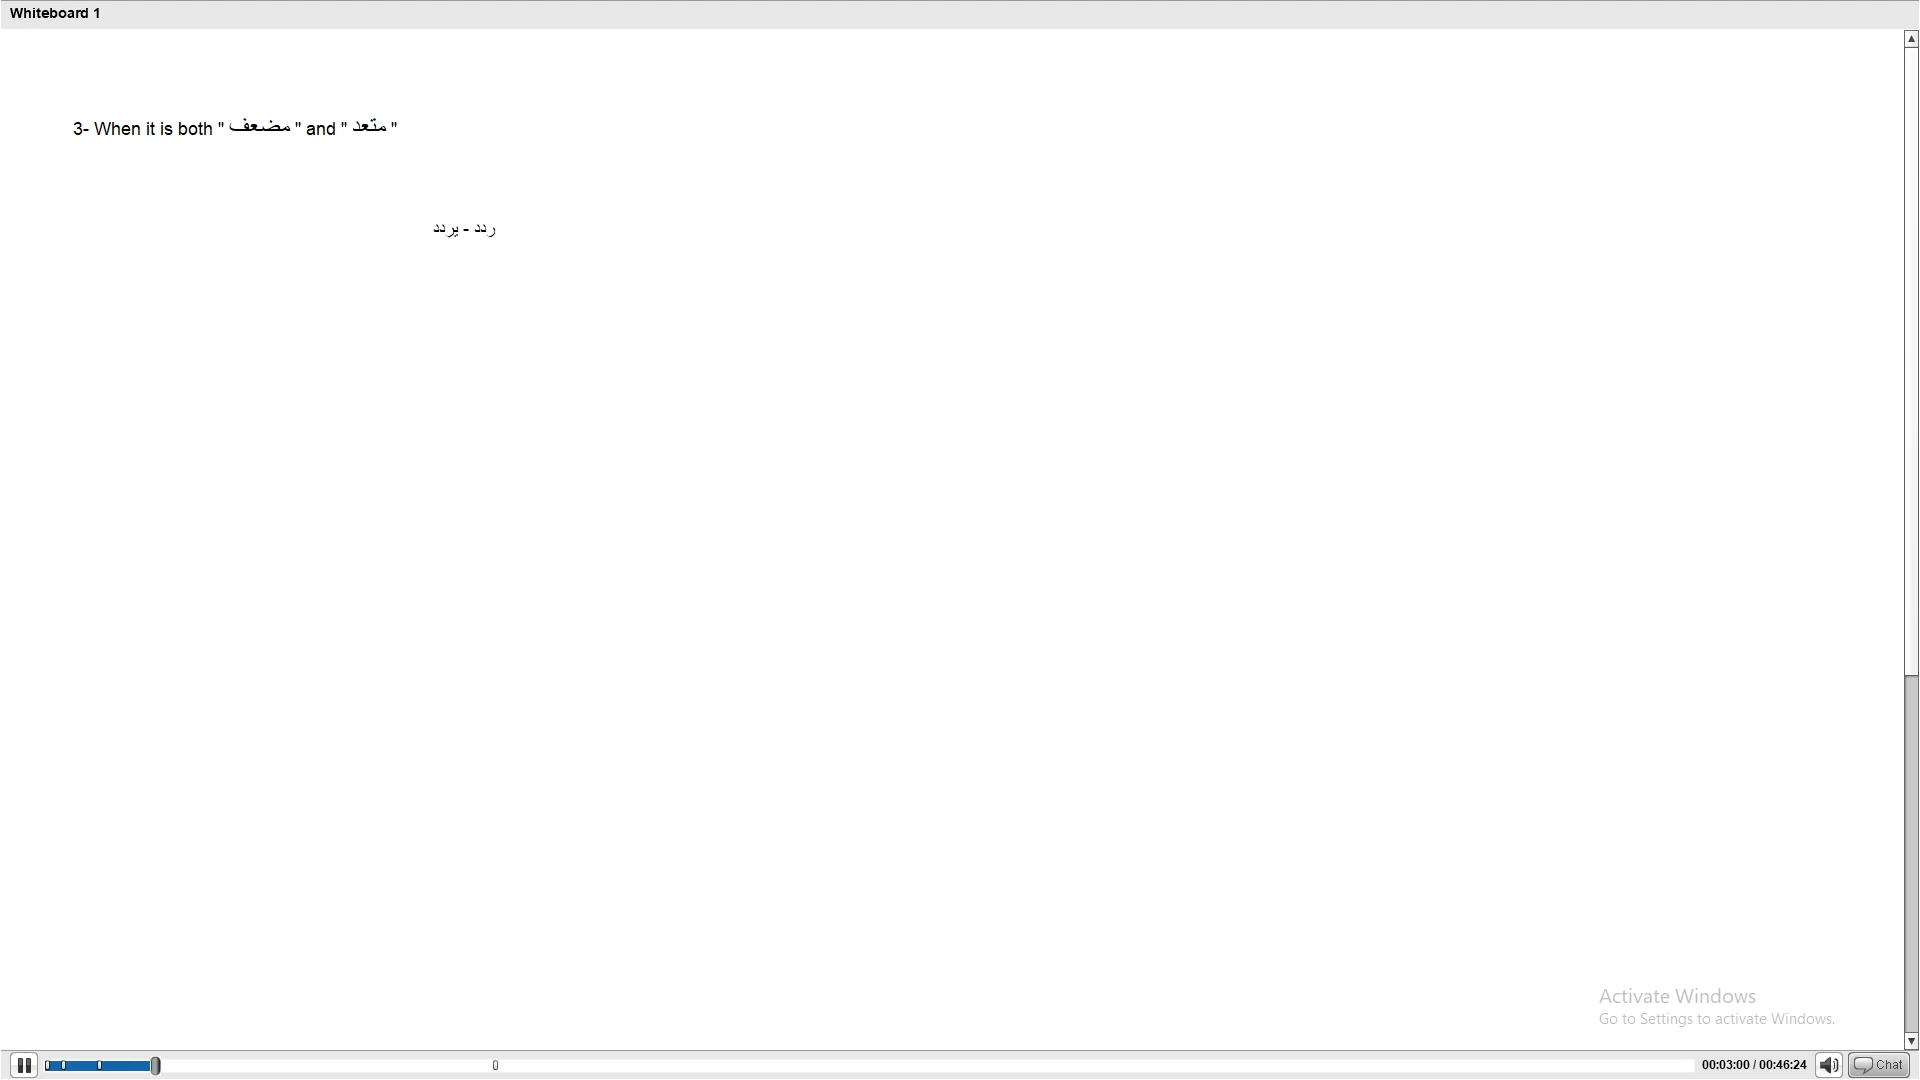 Whiteboard 1
3- When it is both " مضعف " and " متعد "
ردد - يردد
Activate Windows
Go to Settings to activate Windows.
00:03:00 / 00:46:24
Chat